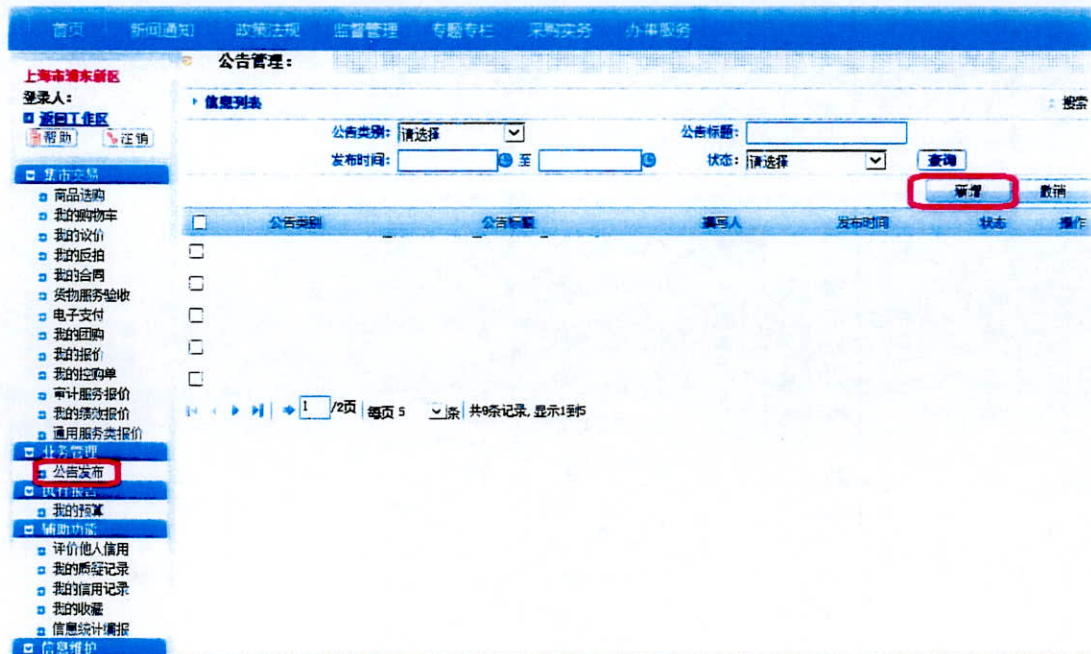 首页 新闻通知 政策法规 监督管理 专题专栏 采购实务 办事服务
上海市浦东新区
登录人：
返回工作区
帮助 注销
集市交易
商品选购
我的购物车
我的议价
我的反拍
我的合同
货物服务验收
电子支付
我的团购
我的报价
我的控购单
审计服务报价
我的绩效报价
通用服务类报价
业务管理
公告发布
执行报告
我的预算
辅助功能
评价他人信用
我的质疑记录
我的信用记录
我的收藏
信息统计编报
信息维护
公告管理：
信息列表 搜索
公告类别： 请选择 公告标题：
发布时间： 至 状态： 请选择 查询
新增 撤销
公告类别 公告标题 填写人 发布时间 状态 操作
1 /2页 每页 5 条 共9条记录, 显示1到5